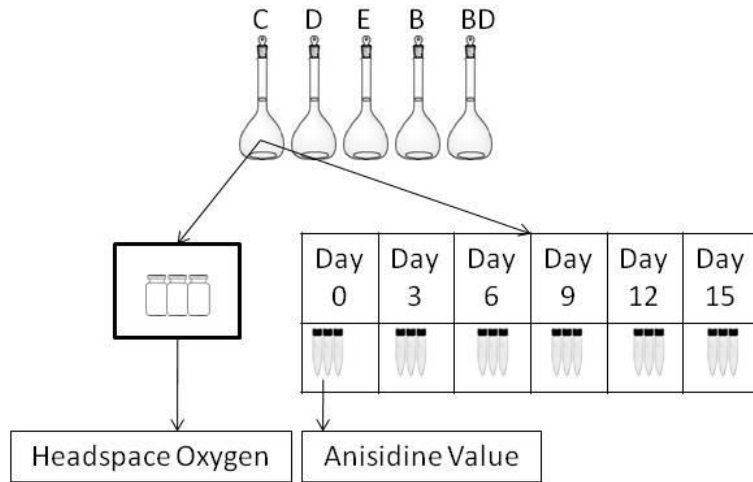 C D E B BD
Day 0
Day 3
Day 6
Day 9
Day 12
Day 15
Headspace Oxygen
Anisidine Value